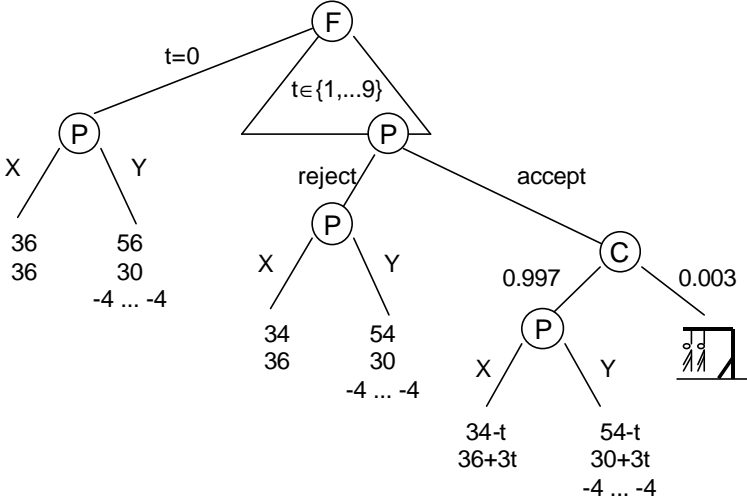 F
t=0
t∈{1,...9}
P
P
X
Y
reject
accept
36
56
36
30
-4 ... -4
P
C
X
Y
0.997
0.003
34
54
36
30
-4 ... -4
P
X
Y
34-t
54-t
36+3t
30+3t
-4 ... -4